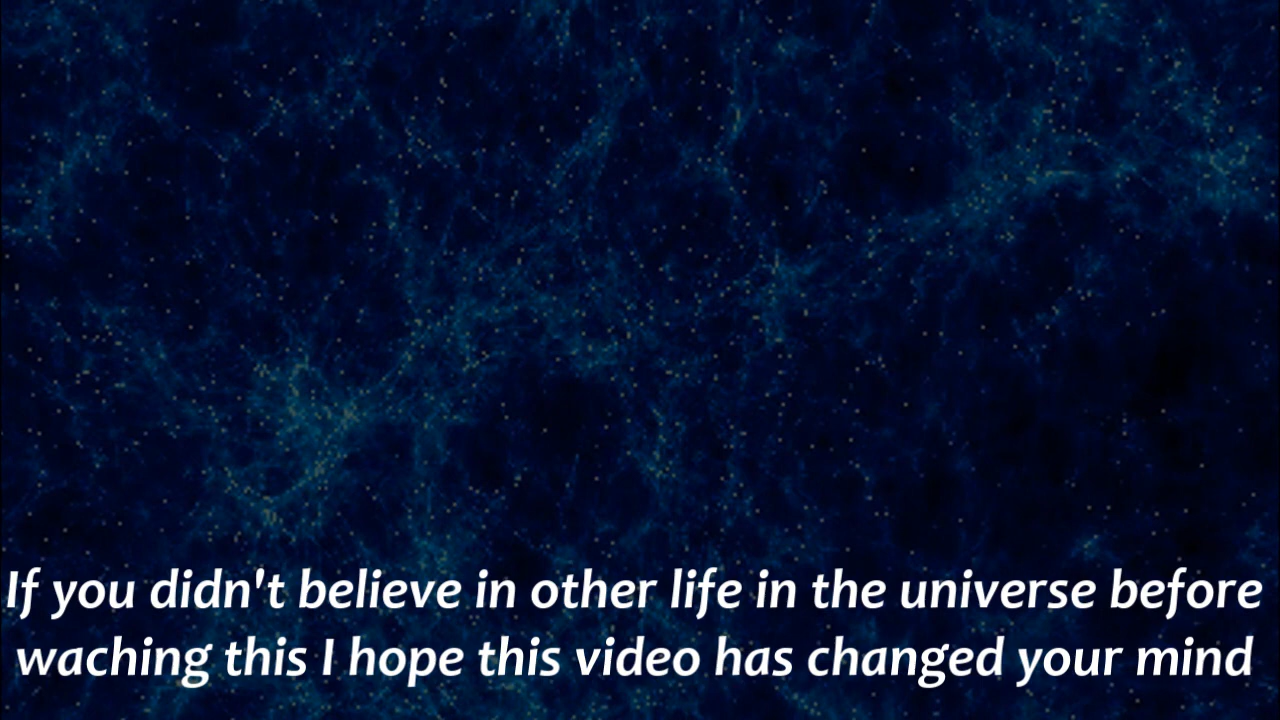 If you didn't believe in other life in the universe before
waching this I hope this video has changed your mind